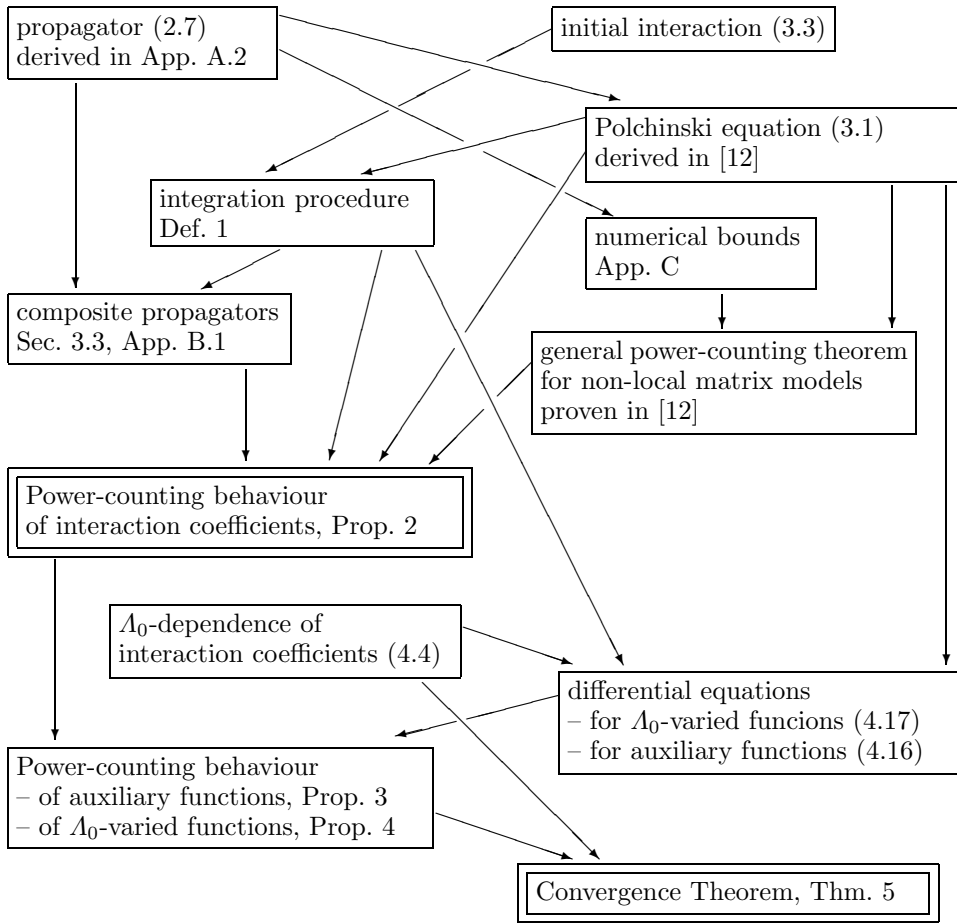 propagator (2.7)
derived in App. A.2
initial interaction (3.3)
Polchinski equation (3.1)
derived in [12]
integration procedure
Def. 1
numerical bounds
App. C
composite propagators
Sec. 3.3, App. B.1
general power-counting theorem
for non-local matrix models
proven in [12]
Power-counting behaviour
of interaction coefficients, Prop. 2
Λ₀-dependence of
interaction coefficients (4.4)
differential equations
– for Λ₀-varied funcions (4.17)
– for auxiliary functions (4.16)
Power-counting behaviour
– of auxiliary functions, Prop. 3
– of Λ₀-varied functions, Prop. 4
Convergence Theorem, Thm. 5